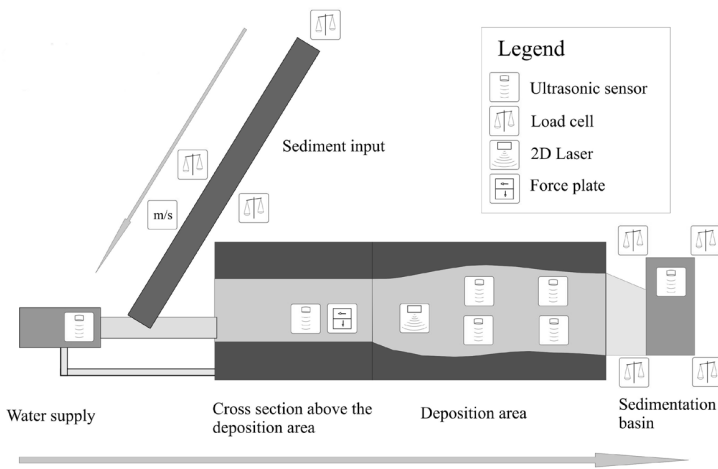 Legend
Ultrasonic sensor
Load cell
2D Laser
Force plate
Sediment input
m/s
Water supply
Cross section above the
deposition area
Deposition area
Sedimentation
basin